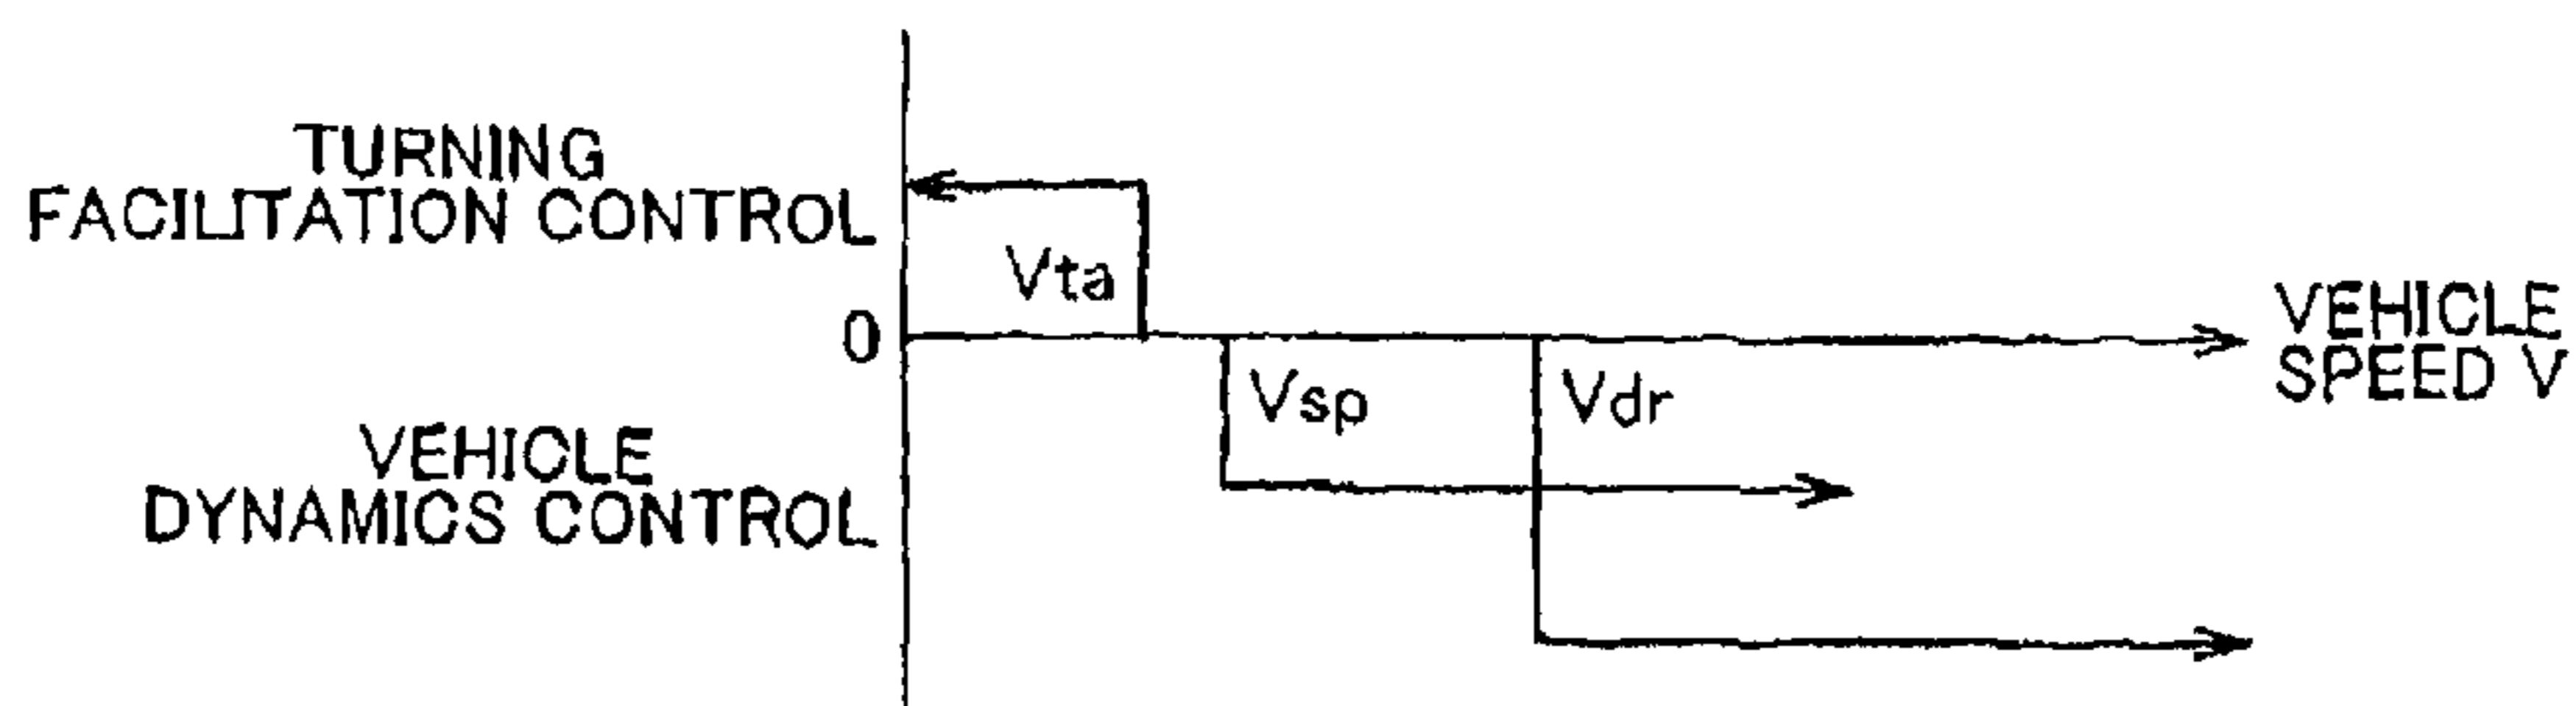 TURNING
FACILITATION CONTROL
Vta
0
VEHICLE
SPEED V
Vsp
Vdr
VEHICLE
DYNAMICS CONTROL